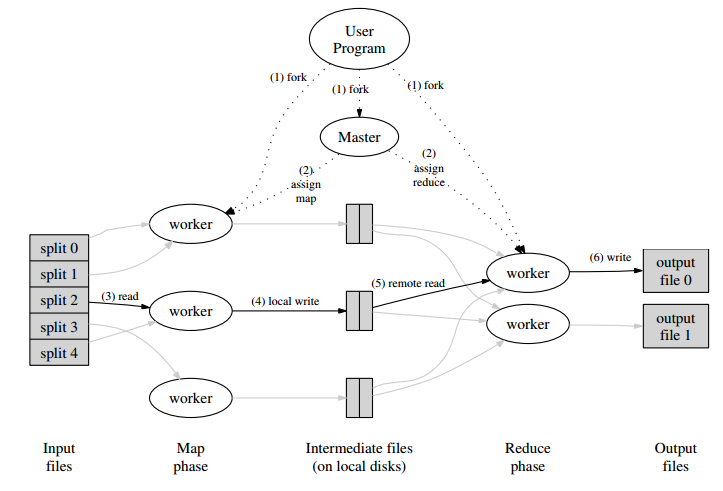 User
Program
(1) fork
(1) fork
(1) fork
Master
(2)
assign
map
(2)
assign
reduce
worker
split 0
split 1
split 2
split 3
split 4
(3) read
worker
(4) local write
(5) remote read
worker
worker
worker
(6) write
output
file 0
output
file 1
Input
files
Map
phase
Intermediate files
(on local disks)
Reduce
phase
Output
files